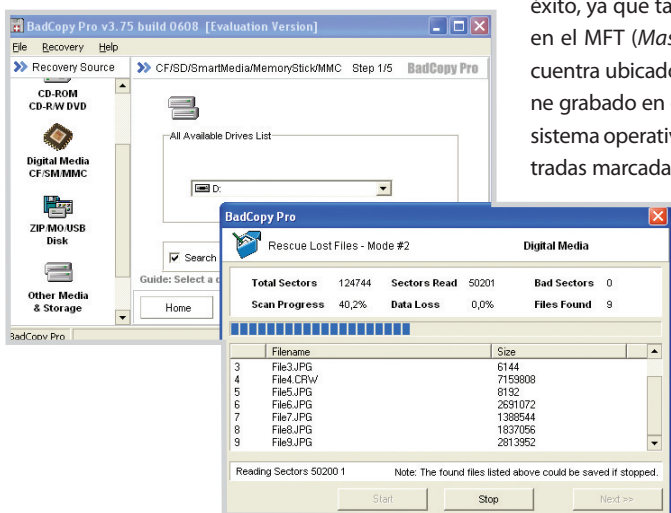 éxito, ya que
en el MFT
ubicado
grabado en
sistema
marcada
BadCopy Pro v3.75 build 0608 [Evaluation Version]
File Recovery Help
Recovery Source
CF/SD/SmartMedia/MemoryStick/MMC Step 1/5 BadCopy Pro
CD-ROM
CD-R/W DVD
Digital Media
CF/SM/MMC
ZIP/MO/USB
Disk
Other Media
& Storage
All Available Drives List
D:
Search
Guide: Select a
Home
BadCopy Pro
BadCopy Pro
Rescue Lost Files - Mode #2 Digital Media
Total Sectors 124744 Sectors Read 50201 Bad Sectors 0
Scan Progress 40,2% Data Loss 0,0% Files Found 9
Filename Size
3 File3.JPG 6144
4 File4.CRW 7159808
5 File5.JPG 8192
6 File6.JPG 2691072
7 File7.JPG 1388544
8 File8.JPG 1837056
9 File9.JPG 2813952
Reading Sectors 50200 1 Note: The found files listed above could be saved if stopped.
Start Stop Next >>